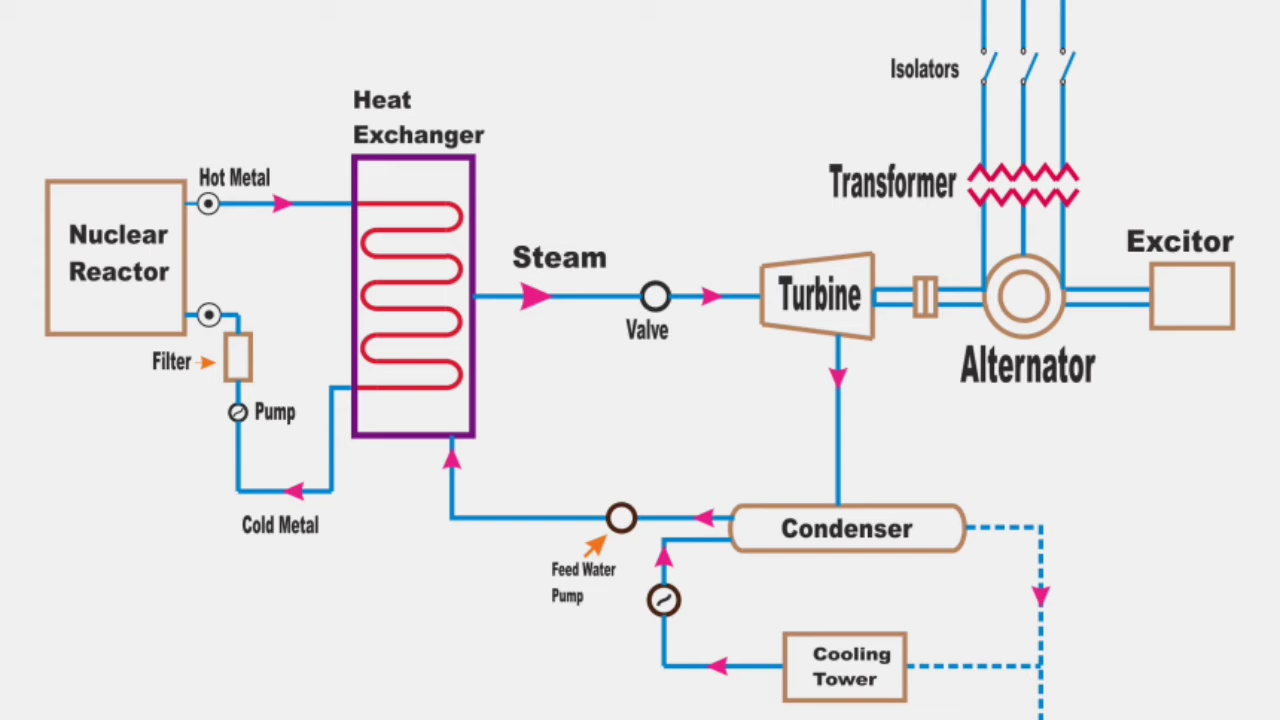 Isolators
Heat
Exchanger
Hot Metal
Transformer
Nuclear
Reactor
Excitor
Steam
Turbine
Valve
Filter
Alternator
Pump
Cold Metal
Condenser
Feed Water
Pump
Cooling
Tower